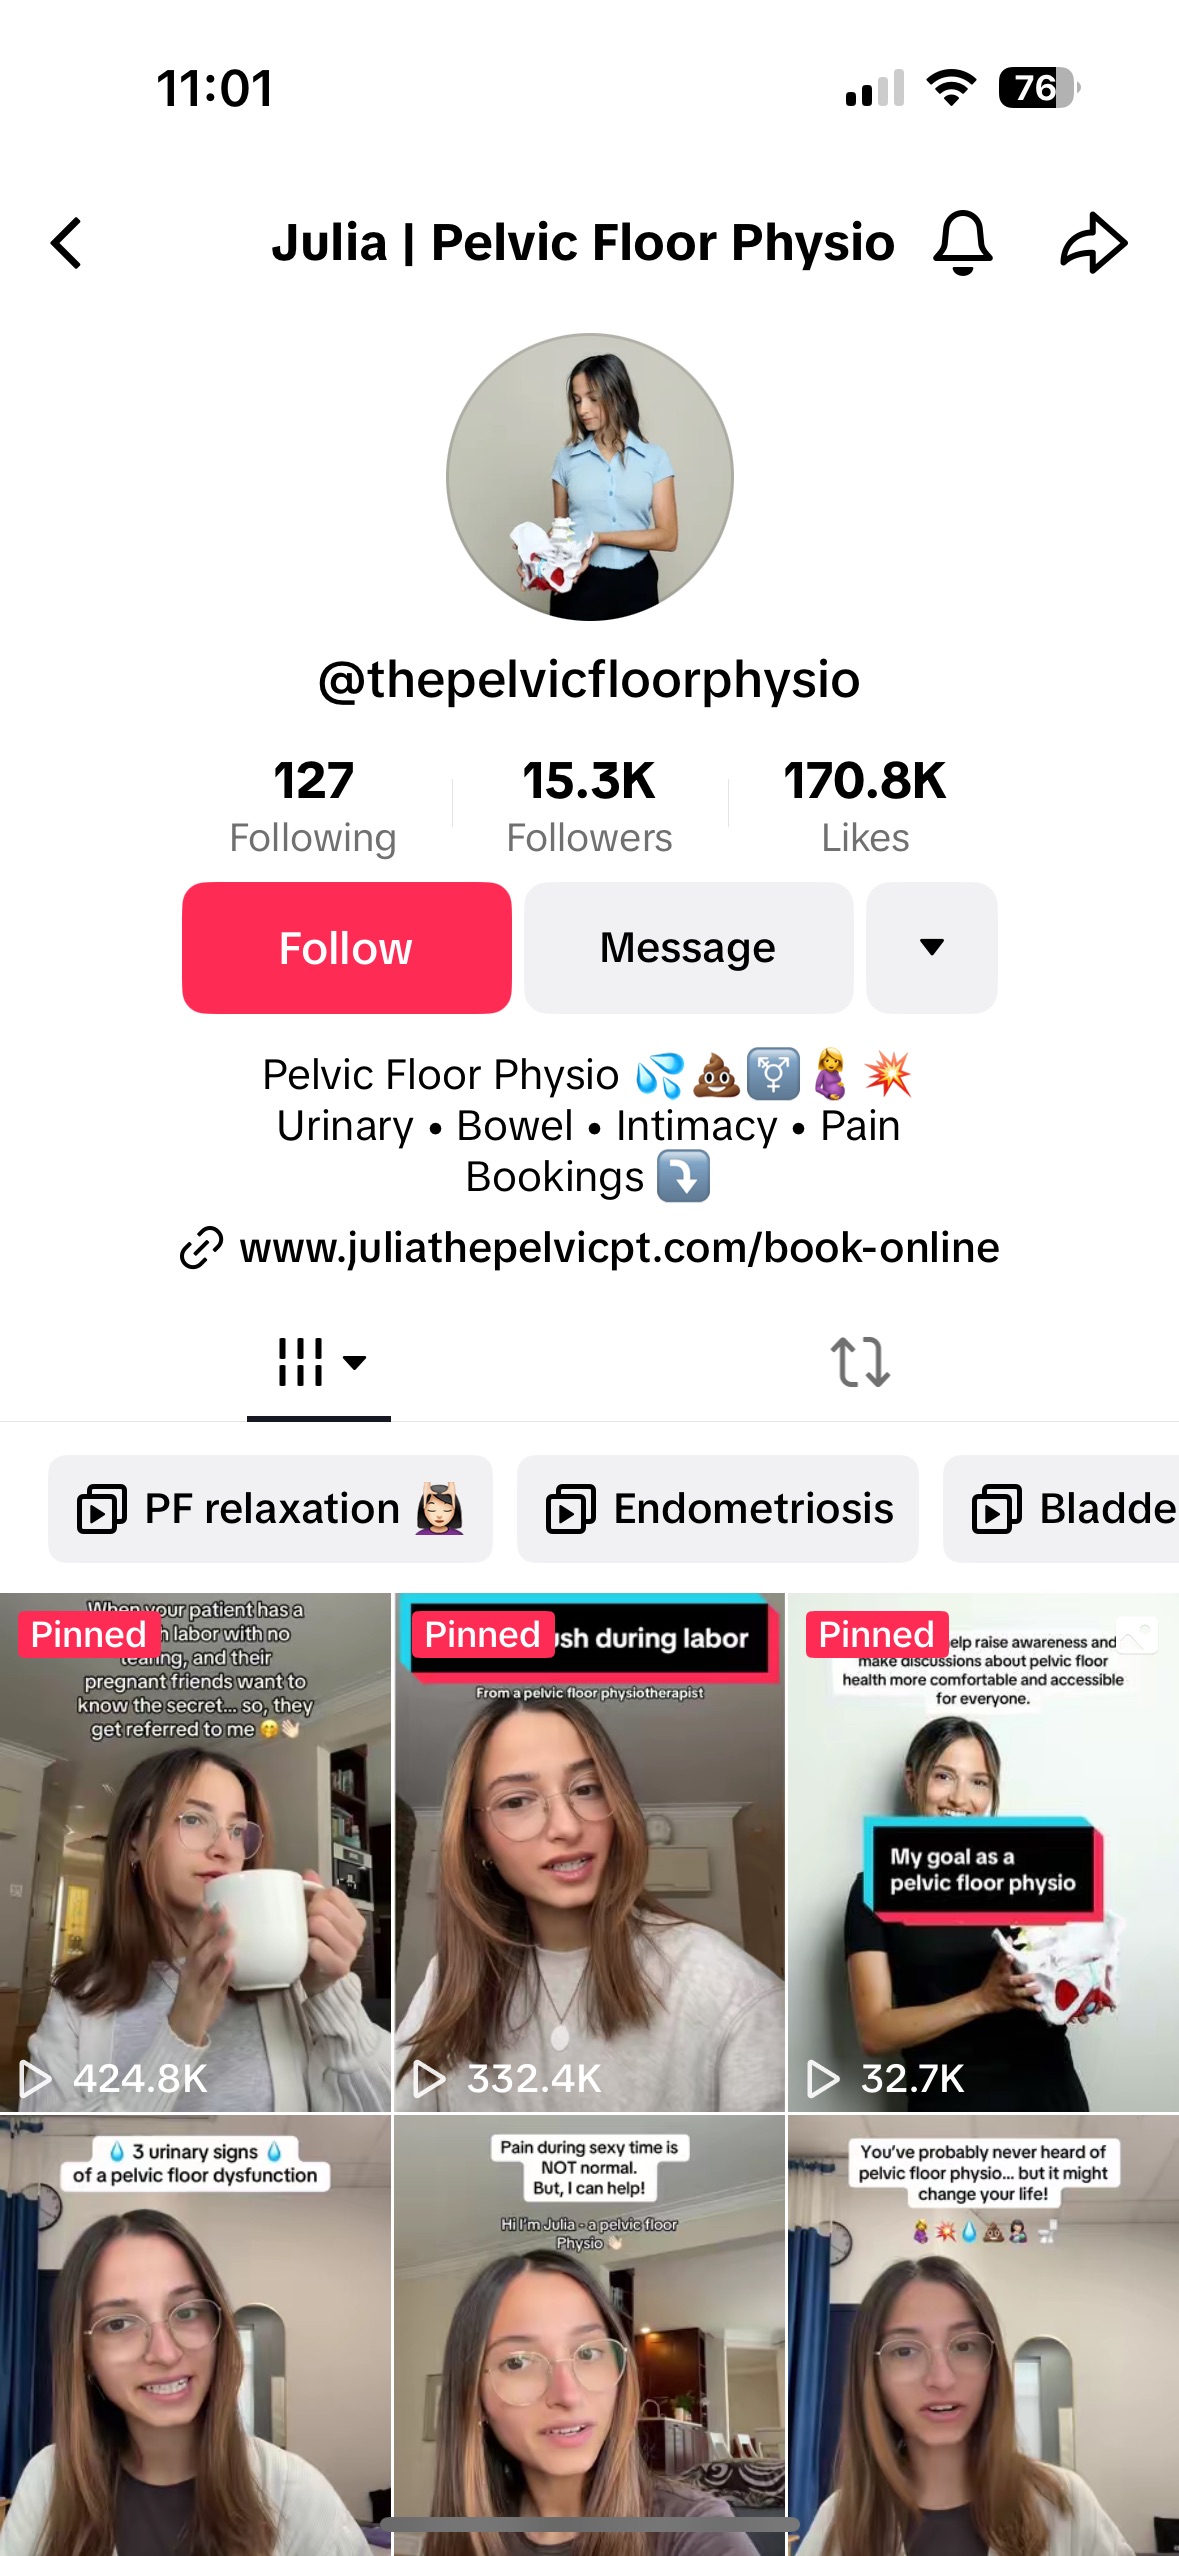 11:01
76
Julia | Pelvic Floor Physio
@thepelvicfloorphysio
127
Following
15.3K
Followers
170.8K
Likes
Follow
Message
Pelvic Floor Physio 💦💩⚧🤰💥
Urinary • Bowel • Intimacy • Pain
Bookings ⤵️
www.juliathepelvicpt.com/book-online
PF relaxation 💆🏻‍♀️
Endometriosis
Bladde
Pinned
When your patient has a
labor with no
tearing, and their
pregnant friends want to
know the secret... so, they
get referred to me 🤭👋🏻
424.8K
Pinned
ush during labor
From a pelvic floor physiotherapist
332.4K
Pinned
elp raise awareness and
make discussions about pelvic floor
health more comfortable and accessible
for everyone.
My goal as a
pelvic floor physio
32.7K
💧 3 urinary signs 💧
of a pelvic floor dysfunction
Pain during sexy time is
NOT normal.
But, I can help!
Hi I'm Julia - a pelvic floor
Physio 👋🏻
You've probably never heard of
pelvic floor physio... but it might
change your life!
🤰💥💧💩🤱🚽